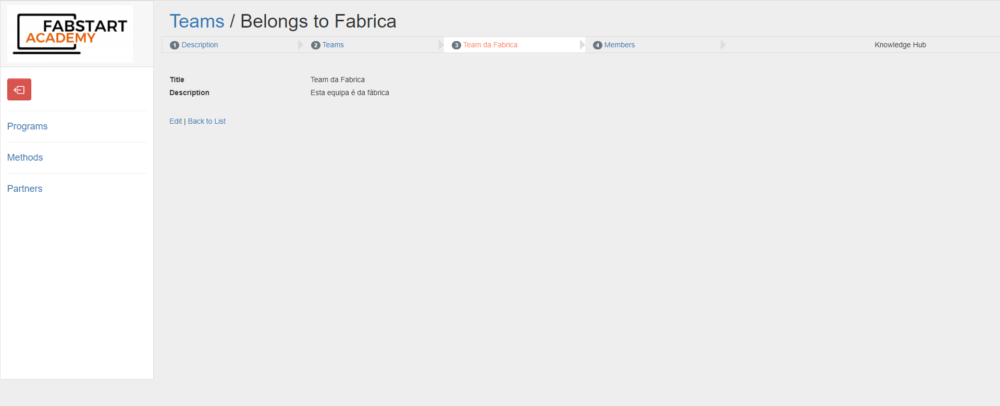 FABSTART
ACADEMY
Programs
Methods
Partners
Teams / Belongs to Fabrica
1 Description 2 Teams 3 Team da Fabrica 4 Members Knowledge Hub
Title Team da Fabrica
Description Esta equipa é da fábrica
Edit | Back to List